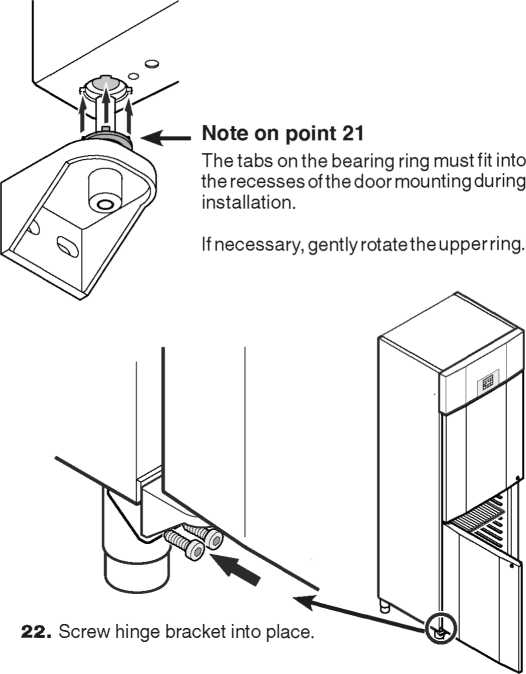 Note on point 21
The tabs on the bearing ring must fit into
the recesses of the door mounting during
installation.
If necessary, gently rotate the upper ring.
22. Screw hinge bracket into place.